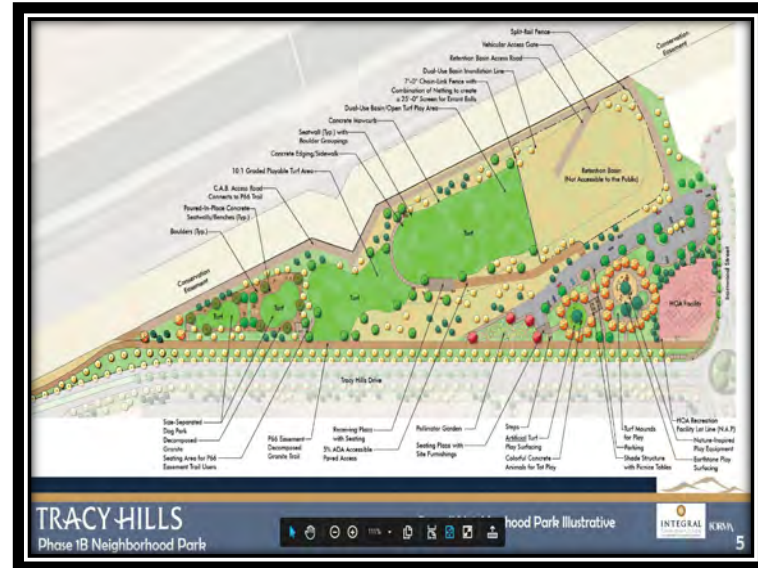 Split-Rail Fence
Vehicular Access Gate
Retention Basin Access Road
Dual-Use Basin Inundation Line
7'-0" Chain-Link Fence with
Combination of Netting to create
a 25'-0" Screen for Errant Balls
Dual-Use Basin/Open Turf Play Area
Concrete Mowcurb
Seatwall (Typ.) with
Boulder Groupings
Concrete Edging/Sidewalk
10:1 Graded Playable Turf Area
C.A.B. Access Road
Connects to P66 Trail
Poured-In-Place Concrete
Seatwalls/Benches (Typ.)
Boulders (Typ.)
Conservation
Easement
Conservation
Easement
Retention Basin
(Not Accessible to the Public)
Turf
Turf
Turf
Turf
HOA Facility
Street
Tracy Hills Drive
Size-Separated
Dog Park
Decomposed
Granite
Seating Area for P66
Easement Trail Users
P66 Easement
Decomposed
Granite Trail
Receiving Plaza
with Seating
5% ADA Accessible
Paved Access
Pollinator Garden
Seating Plaza with
Site Furnishings
Steps
Artificial Turf
Play Surfacing
Colorful Concrete
Animals for Tot Play
Turf Mounds
for Play
Parking
Shade Structure
with Picnic Tables
HOA Recreation
Facility Lot Line (N.A.P)
Nature-Inspired
Play Equipment
Earthtone Play
Surfacing
TRACY HILLS
Phase 1B Neighborhood Park
hood Park Illustrative
111%
INTEGRAL
FORMA
5